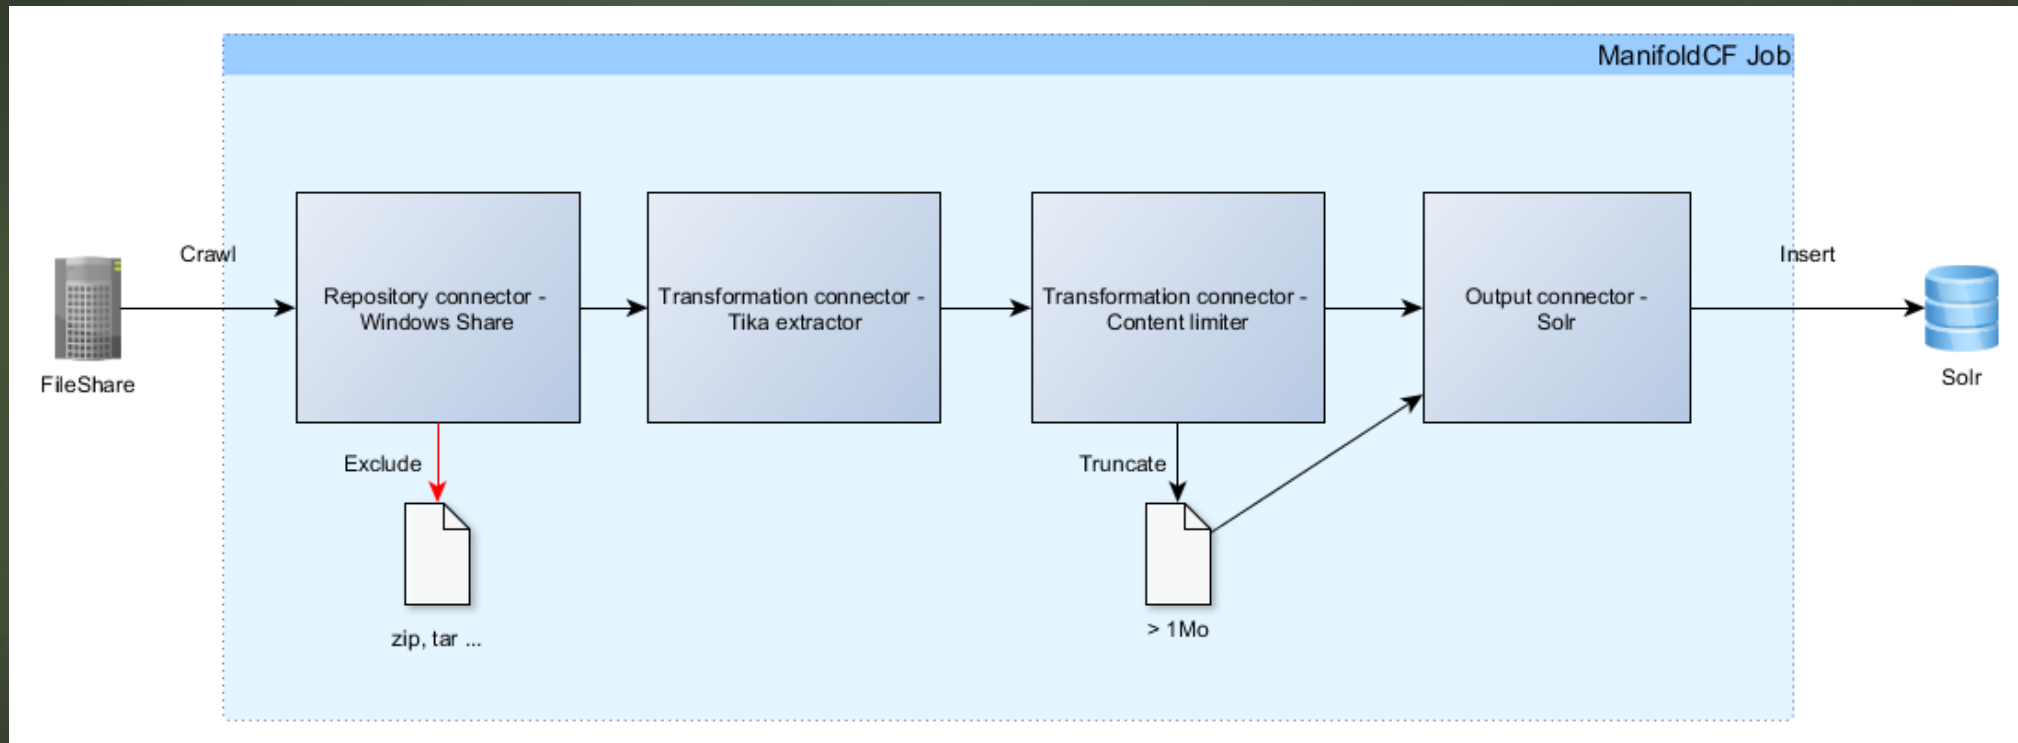 ManifoldCF Job
Crawl
Insert
Repository connector -
Windows Share
Transformation connector -
Tika extractor
Transformation connector -
Content limiter
Output connector -
Solr
FileShare
Solr
Exclude
Truncate
zip, tar ...
> 1Mo